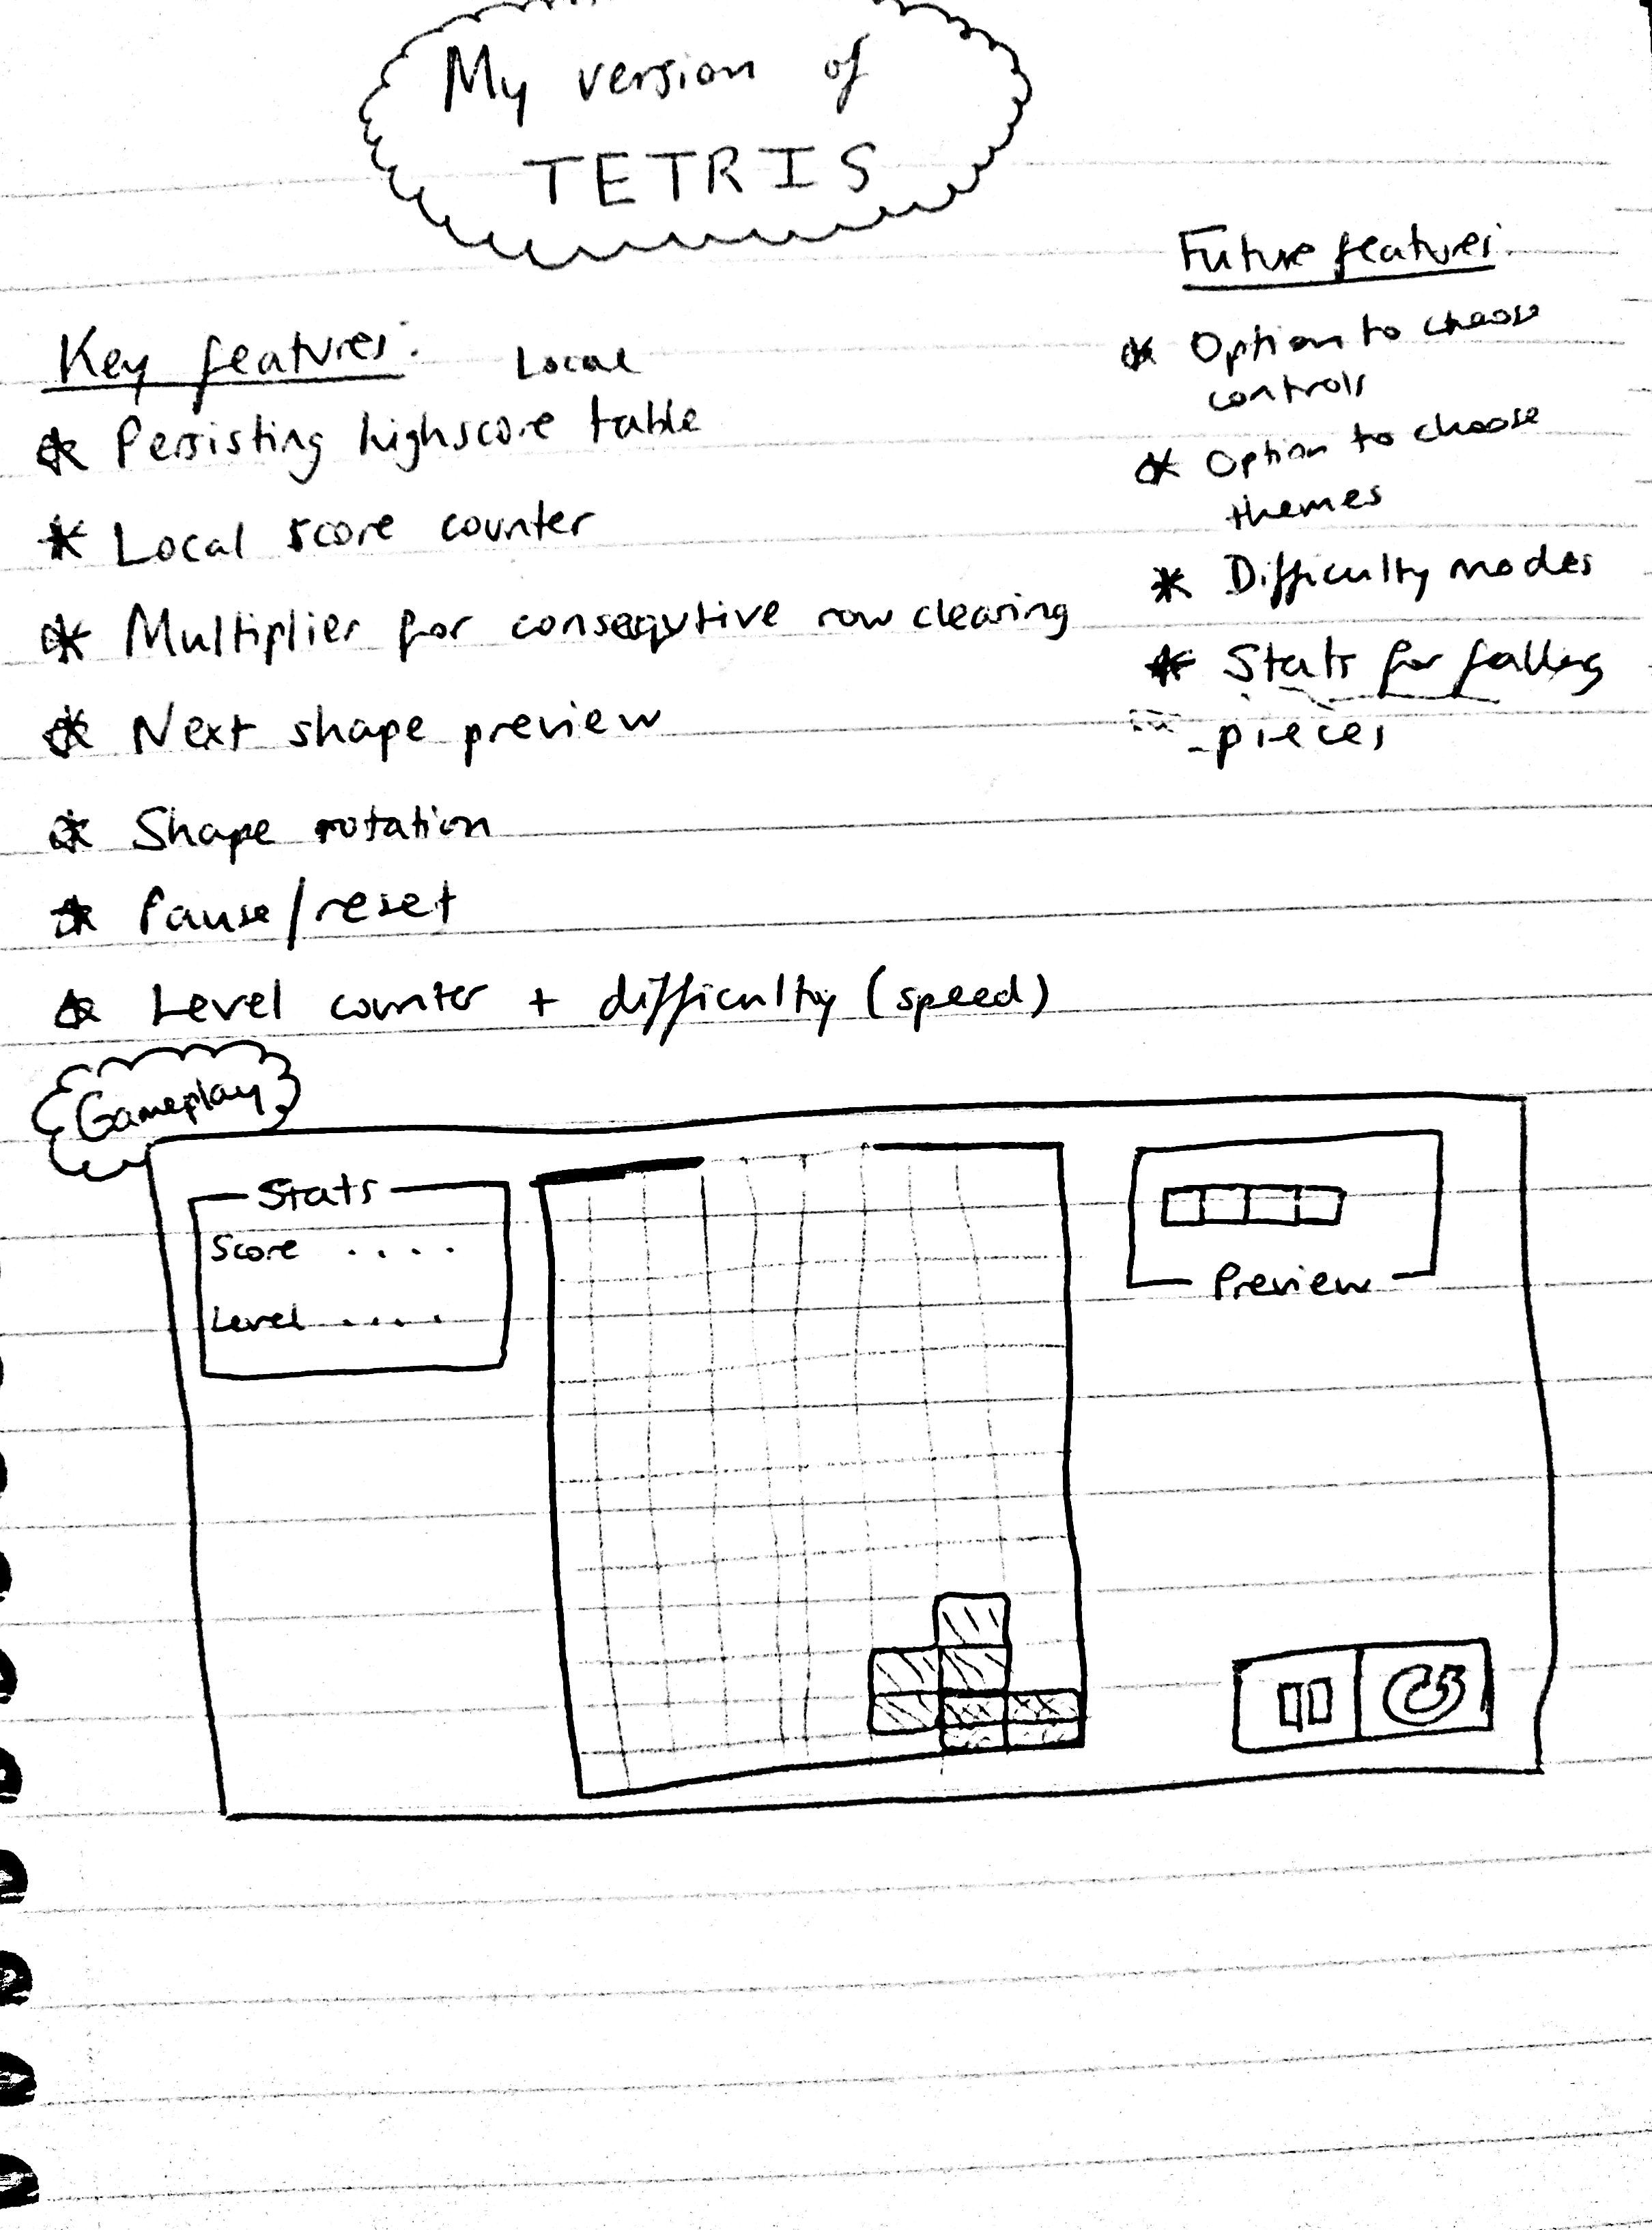 My version of
TETRIS
Key features:
Local
* Persisting highscore table
* Local score counter
* Multiplier for consequtive row clearing
* Next shape preview
* Shape rotation
* Pause/reset
* Level counter + difficulty (speed)
Future features:
* Option to choose
controls
* Option to choose
themes
* Difficulty modes
* Stats for falling
pieces
Gameplay
Stats
Score ....
Level ....
Preview